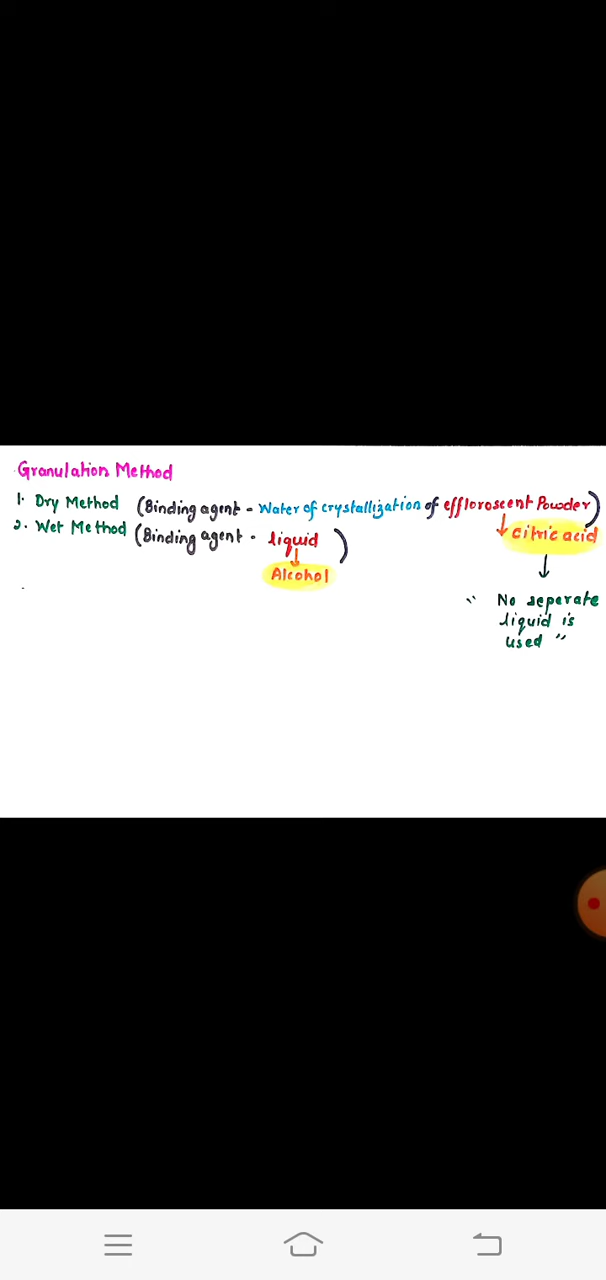 Granulation Method
1. Dry Method (Binding agent - Water of crystallization of effloroscent Powder)
↓ citric acid
2. Wet Method (Binding agent - liquid)
↓
Alcohol
↓
" No seperate
liquid is
used "